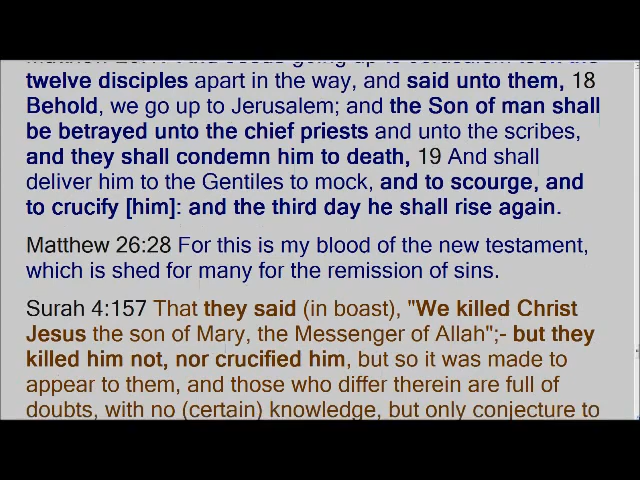 twelve disciples apart in the way, and said unto them, 18
Behold, we go up to Jerusalem; and the Son of man shall
be betrayed unto the chief priests and unto the scribes,
and they shall condemn him to death, 19 And shall
deliver him to the Gentiles to mock, and to scourge, and
to crucify [him]: and the third day he shall rise again.
Matthew 26:28 For this is my blood of the new testament,
which is shed for many for the remission of sins.
Surah 4:157 That they said (in boast), "We killed Christ
Jesus the son of Mary, the Messenger of Allah";- but they
killed him not, nor crucified him, but so it was made to
appear to them, and those who differ therein are full of
doubts, with no (certain) knowledge, but only conjecture to